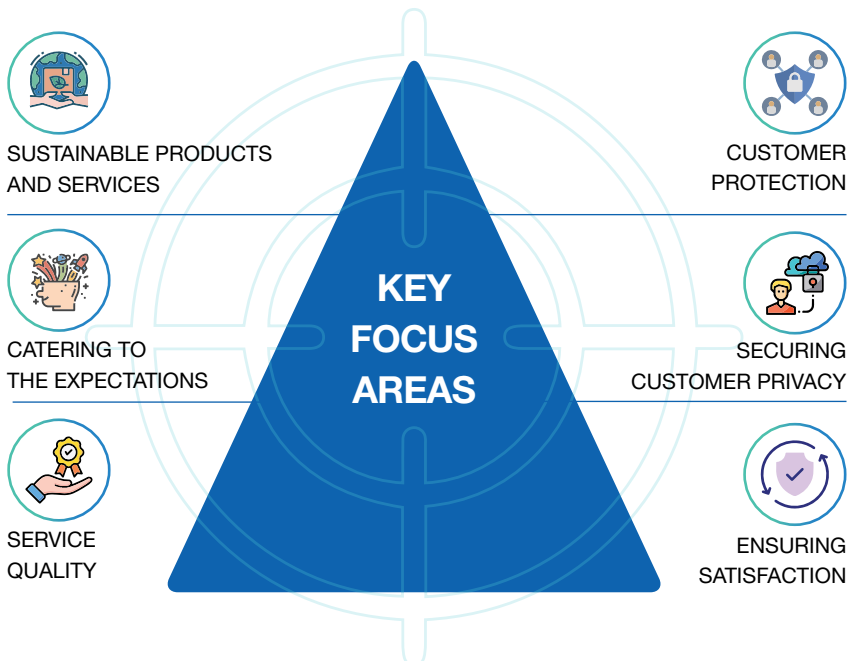 SUSTAINABLE PRODUCTS
AND SERVICES
CUSTOMER
PROTECTION
KEY
FOCUS
AREAS
CATERING TO
THE EXPECTATIONS
SECURING
CUSTOMER PRIVACY
SERVICE
QUALITY
ENSURING
SATISFACTION